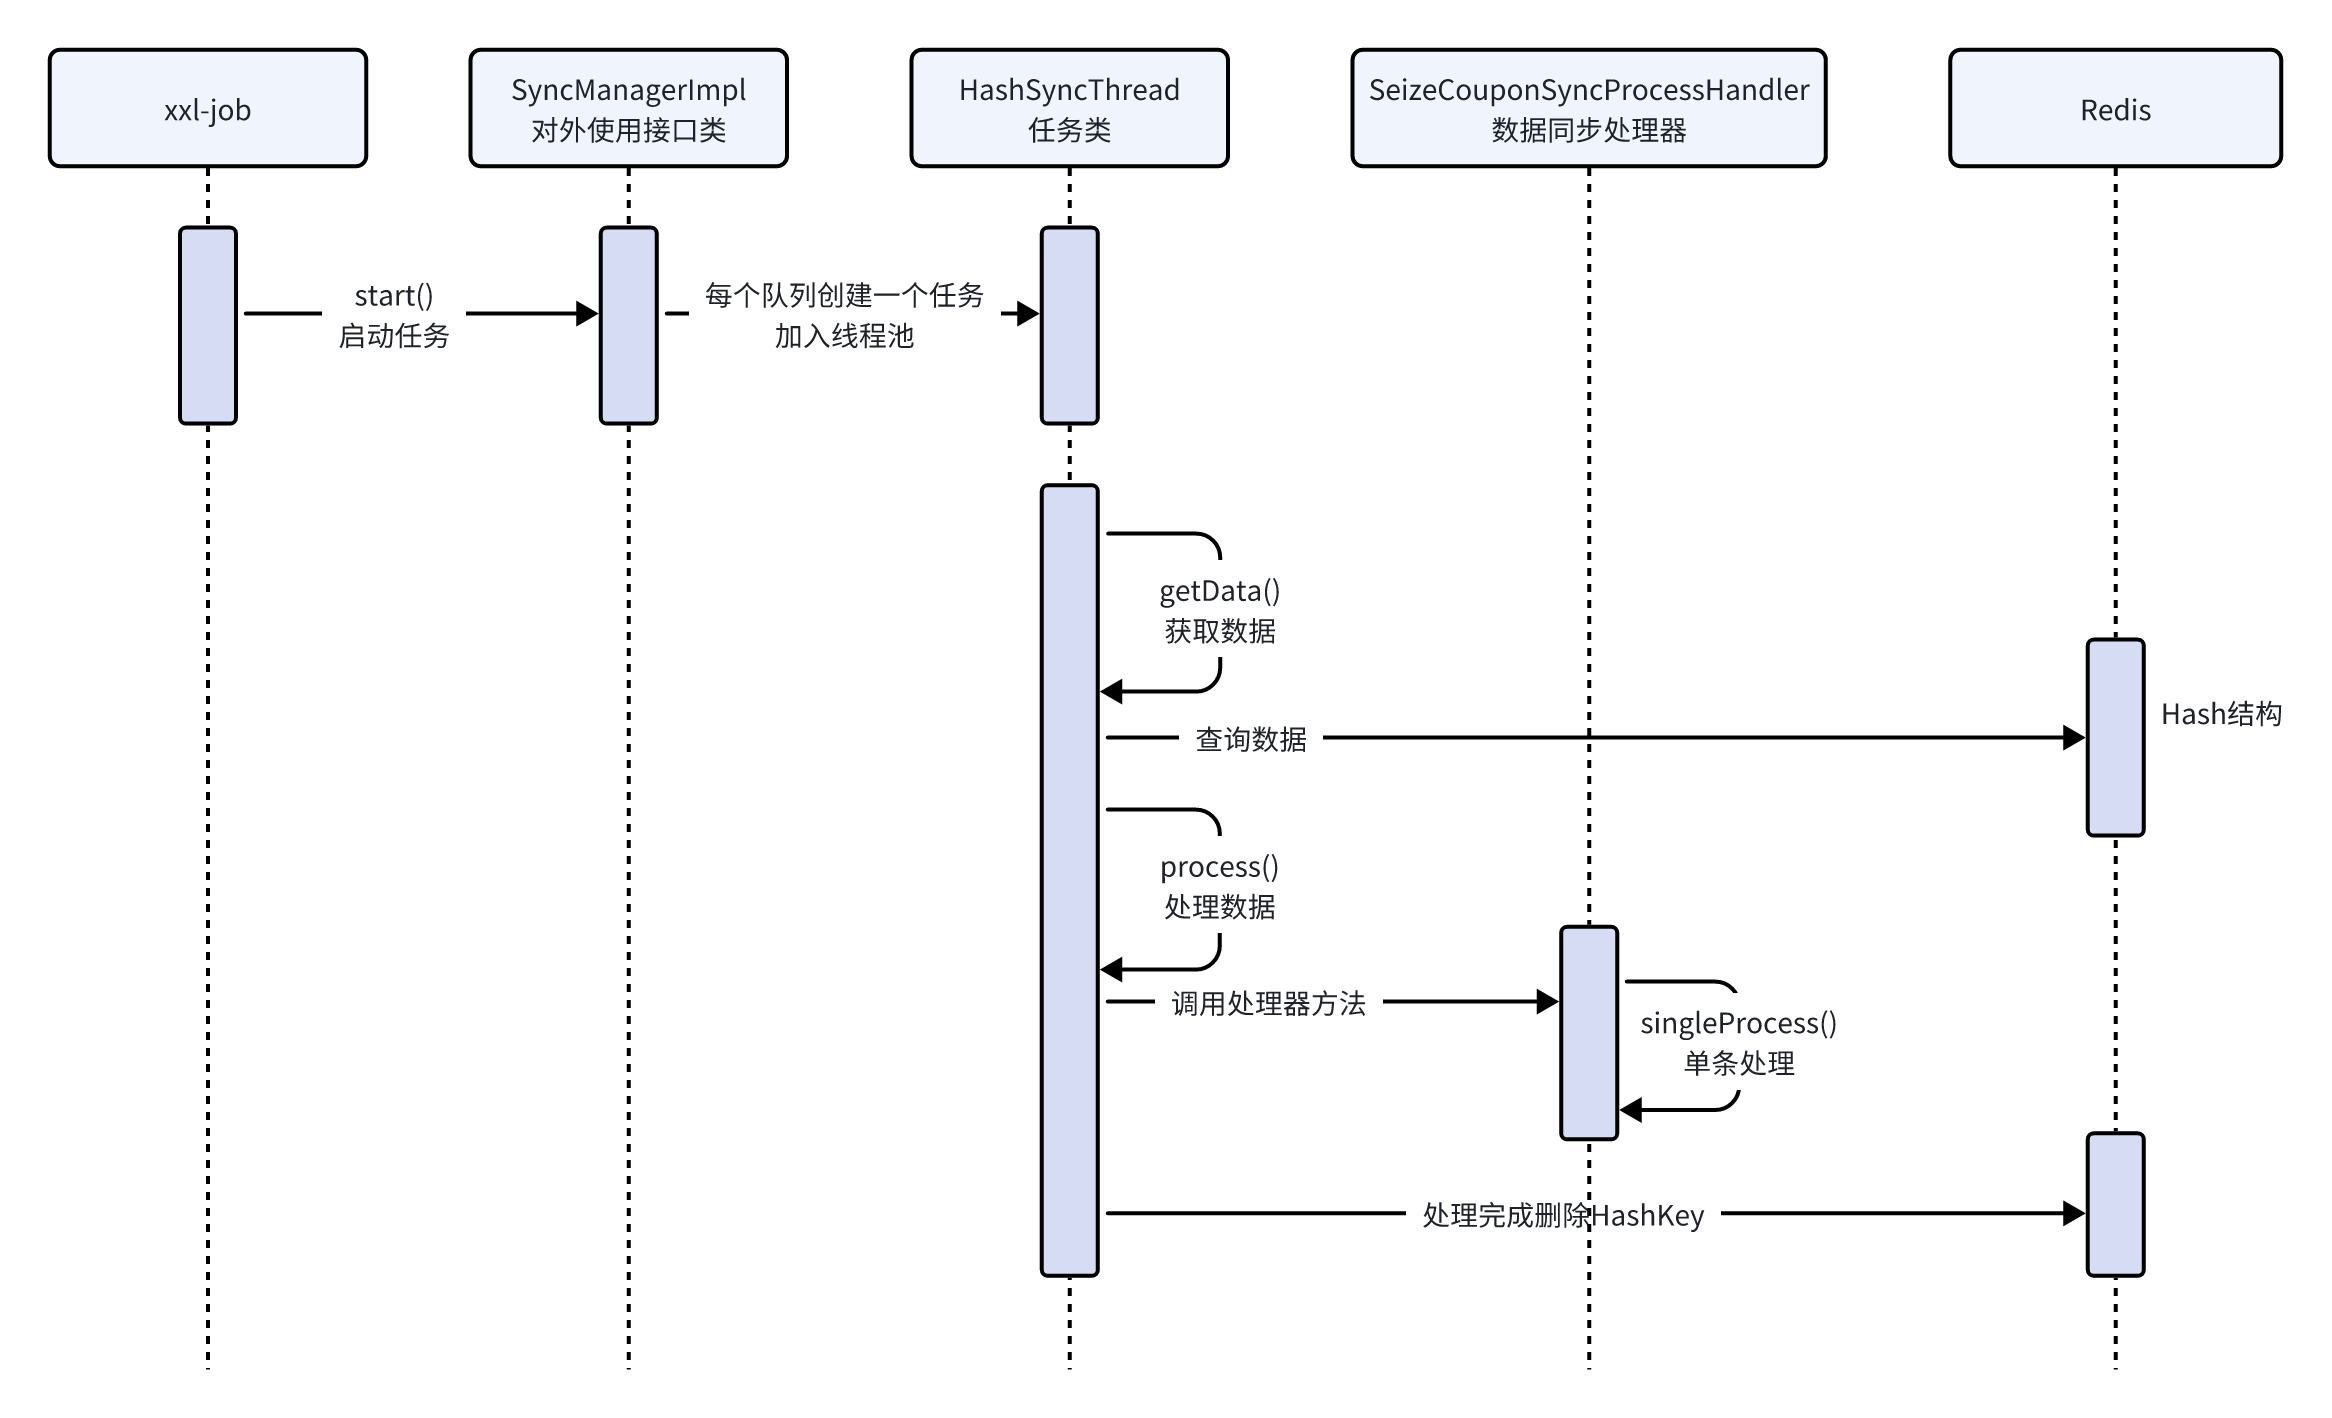 xxl-job
SyncManagerImpl
对外使用接口类
HashSyncThread
任务类
SeizeCouponSyncProcessHandler
数据同步处理器
Redis
start()
启动任务
每个队列创建一个任务
加入线程池
getData()
获取数据
Hash结构
查询数据
process()
处理数据
调用处理器方法
singleProcess()
单条处理
处理完成删除HashKey